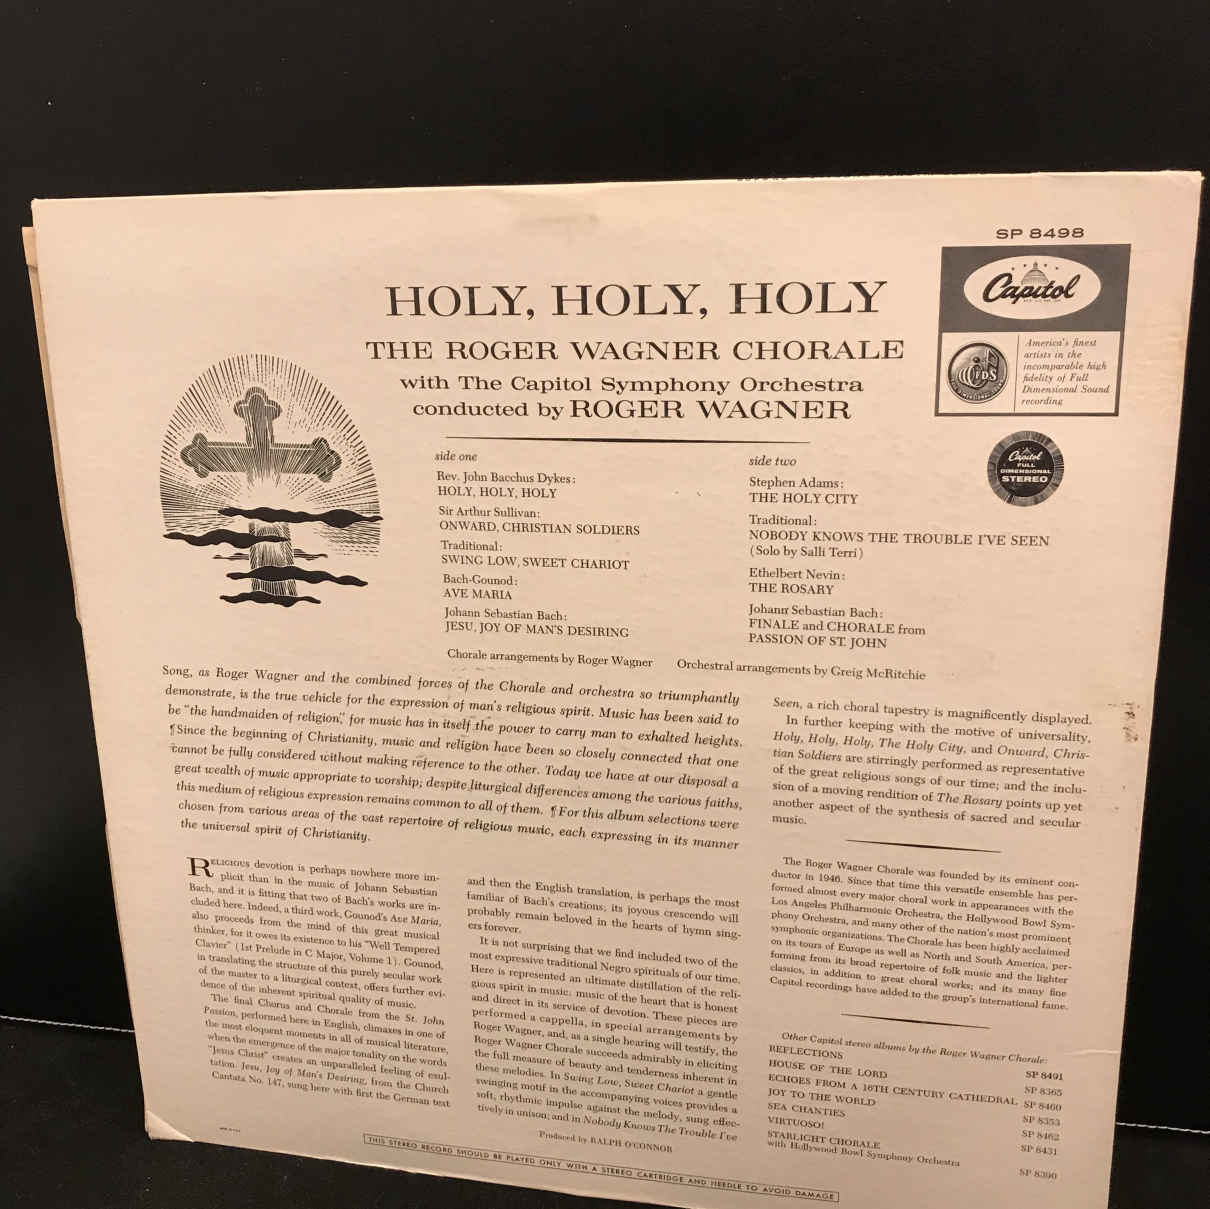 SP 8498
Capitol
America's finest
artists in the
incomparable high
fidelity of Full
Dimensional Sound
recording
FDS
Capitol
FULL
DIMENSIONAL
STEREO
HOLY, HOLY, HOLY
THE ROGER WAGNER CHORALE
with The Capitol Symphony Orchestra
conducted by ROGER WAGNER
side one
Rev. John Bacchus Dykes:
HOLY, HOLY, HOLY
Sir Arthur Sullivan:
ONWARD, CHRISTIAN SOLDIERS
Traditional:
SWING LOW, SWEET CHARIOT
Bach-Gounod:
AVE MARIA
Johann Sebastian Bach:
JESU, JOY OF MAN'S DESIRING
side two
Stephen Adams:
THE HOLY CITY
Traditional:
NOBODY KNOWS THE TROUBLE I'VE SEEN
(Solo by Salli Terri)
Ethelbert Nevin:
THE ROSARY
Johann Sebastian Bach:
FINALE and CHORALE from
PASSION OF ST. JOHN
Chorale arrangements by Roger Wagner Orchestral arrangements by Greig McRitchie
Song, as Roger Wagner and the combined forces of the Chorale and orchestra so triumphantly
demonstrate, is the true vehicle for the expression of man's religious spirit. Music has been said to
be "the handmaiden of religion," for music has in itself the power to carry man to exalted heights.
¶Since the beginning of Christianity, music and religion have been so closely connected that one
cannot be fully considered without making reference to the other. Today we have at our disposal a
great wealth of music appropriate to worship; despite liturgical differences among the various faiths,
this medium of religious expression remains common to all of them. ¶For this album selections were
chosen from various areas of the vast repertoire of religious music, each expressing in its manner
the universal spirit of Christianity.
RELIGIOUS devotion is perhaps nowhere more im-
plicit than in the music of Johann Sebastian
Bach, and it is fitting that two of Bach's works are in-
cluded here. Indeed, a third work, Gounod's Ave Maria,
also proceeds from the mind of this great musical
thinker, for it owes its existence to his "Well Tempered
Clavier" (1st Prelude in C Major, Volume 1). Gounod,
in translating the structure of this purely secular work
of the master to a liturgical context, offers further evi-
dence of the inherent spiritual quality of music.
The final Chorus and Chorale from the St. John
Passion, performed here in English, climaxes in one of
the most eloquent moments in all of musical literature,
when the emergence of the major tonality on the words
"Jesus Christ" creates an unparalleled feeling of exul-
tation. Jesu, Joy of Man's Desiring, from the Church
Cantata No. 147, sung here with first the German text
and then the English translation, is perhaps the most
familiar of Bach's creations; its joyous crescendo will
probably remain beloved in the hearts of hymn sing-
ers forever.
It is not surprising that we find included two of the
most expressive traditional Negro spirituals of our time.
Here is represented an ultimate distillation of the reli-
gious spirit in music: music of the heart that is honest
and direct in its service of devotion. These pieces are
performed a cappella, in special arrangements by
Roger Wagner, and, as a single hearing will testify, the
Roger Wagner Chorale succeeds admirably in eliciting
the full measure of beauty and tenderness inherent in
these melodies. In Swing Low, Sweet Chariot a gentle
swinging motif in the accompanying voices provides a
soft, rhythmic impulse against the melody, sung effec-
tively in unison; and in Nobody Knows The Trouble I've
Seen, a rich choral tapestry is magnificently displayed.
In further keeping with the motive of universality,
Holy, Holy, Holy, The Holy City, and Onward, Chris-
tian Soldiers are stirringly performed as representative
of the great religious songs of our time; and the inclu-
sion of a moving rendition of The Rosary points up yet
another aspect of the synthesis of sacred and secular
music.
The Roger Wagner Chorale was founded by its eminent con-
ductor in 1946. Since that time this versatile ensemble has per-
formed almost every major choral work in appearances with the
Los Angeles Philharmonic Orchestra, the Hollywood Bowl Sym-
phony Orchestra, and many other of the nation's most prominent
symphonic organizations. The Chorale has been highly acclaimed
on its tours of Europe as well as North and South America, per-
forming from its broad repertoire of folk music and the lighter
classics, in addition to great choral works; and its many fine
Capitol recordings have added to the group's international fame.
Other Capitol stereo albums by the Roger Wagner Chorale:
REFLECTIONS SP 8491
HOUSE OF THE LORD SP 8365
ECHOES FROM A 16TH CENTURY CATHEDRAL SP 8460
JOY TO THE WORLD SP 8353
SEA CHANTIES SP 8462
VIRTUOSO! SP 8431
STARLIGHT CHORALE
with Hollywood Bowl Symphony Orchestra SP 8390
Produced by RALPH O'CONNOR
THIS STEREO RECORD SHOULD BE PLAYED ONLY WITH A STEREO CARTRIDGE AND NEEDLE TO AVOID DAMAGE